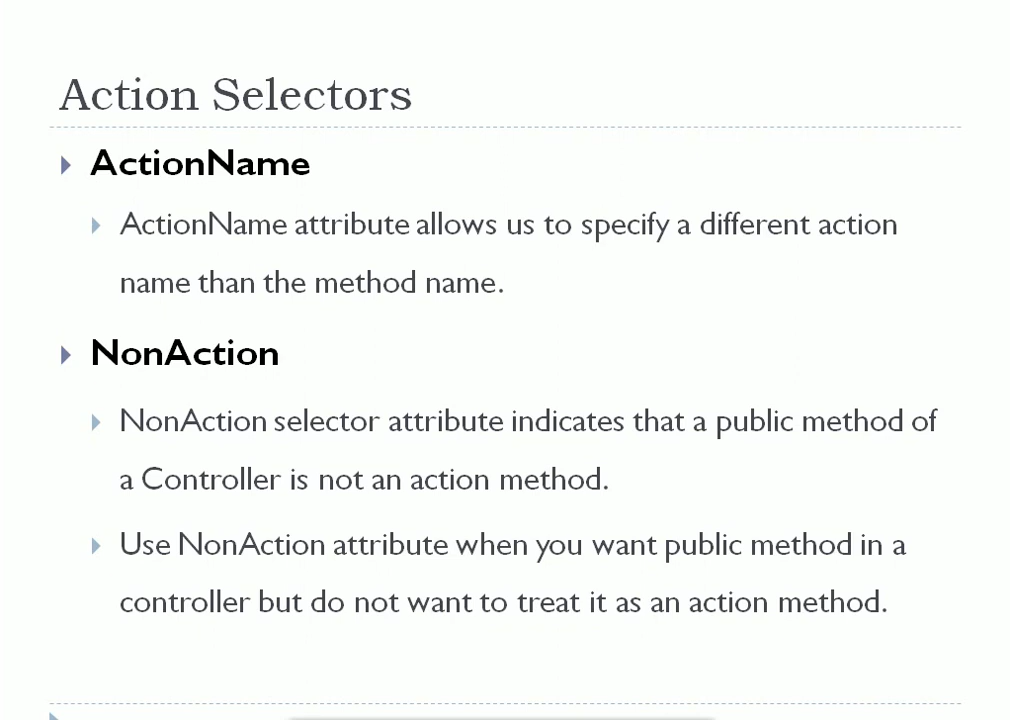 Action Selectors
ActionName
ActionName attribute allows us to specify a different action
name than the method name.
NonAction
NonAction selector attribute indicates that a public method of
a Controller is not an action method.
Use NonAction attribute when you want public method in a
controller but do not want to treat it as an action method.